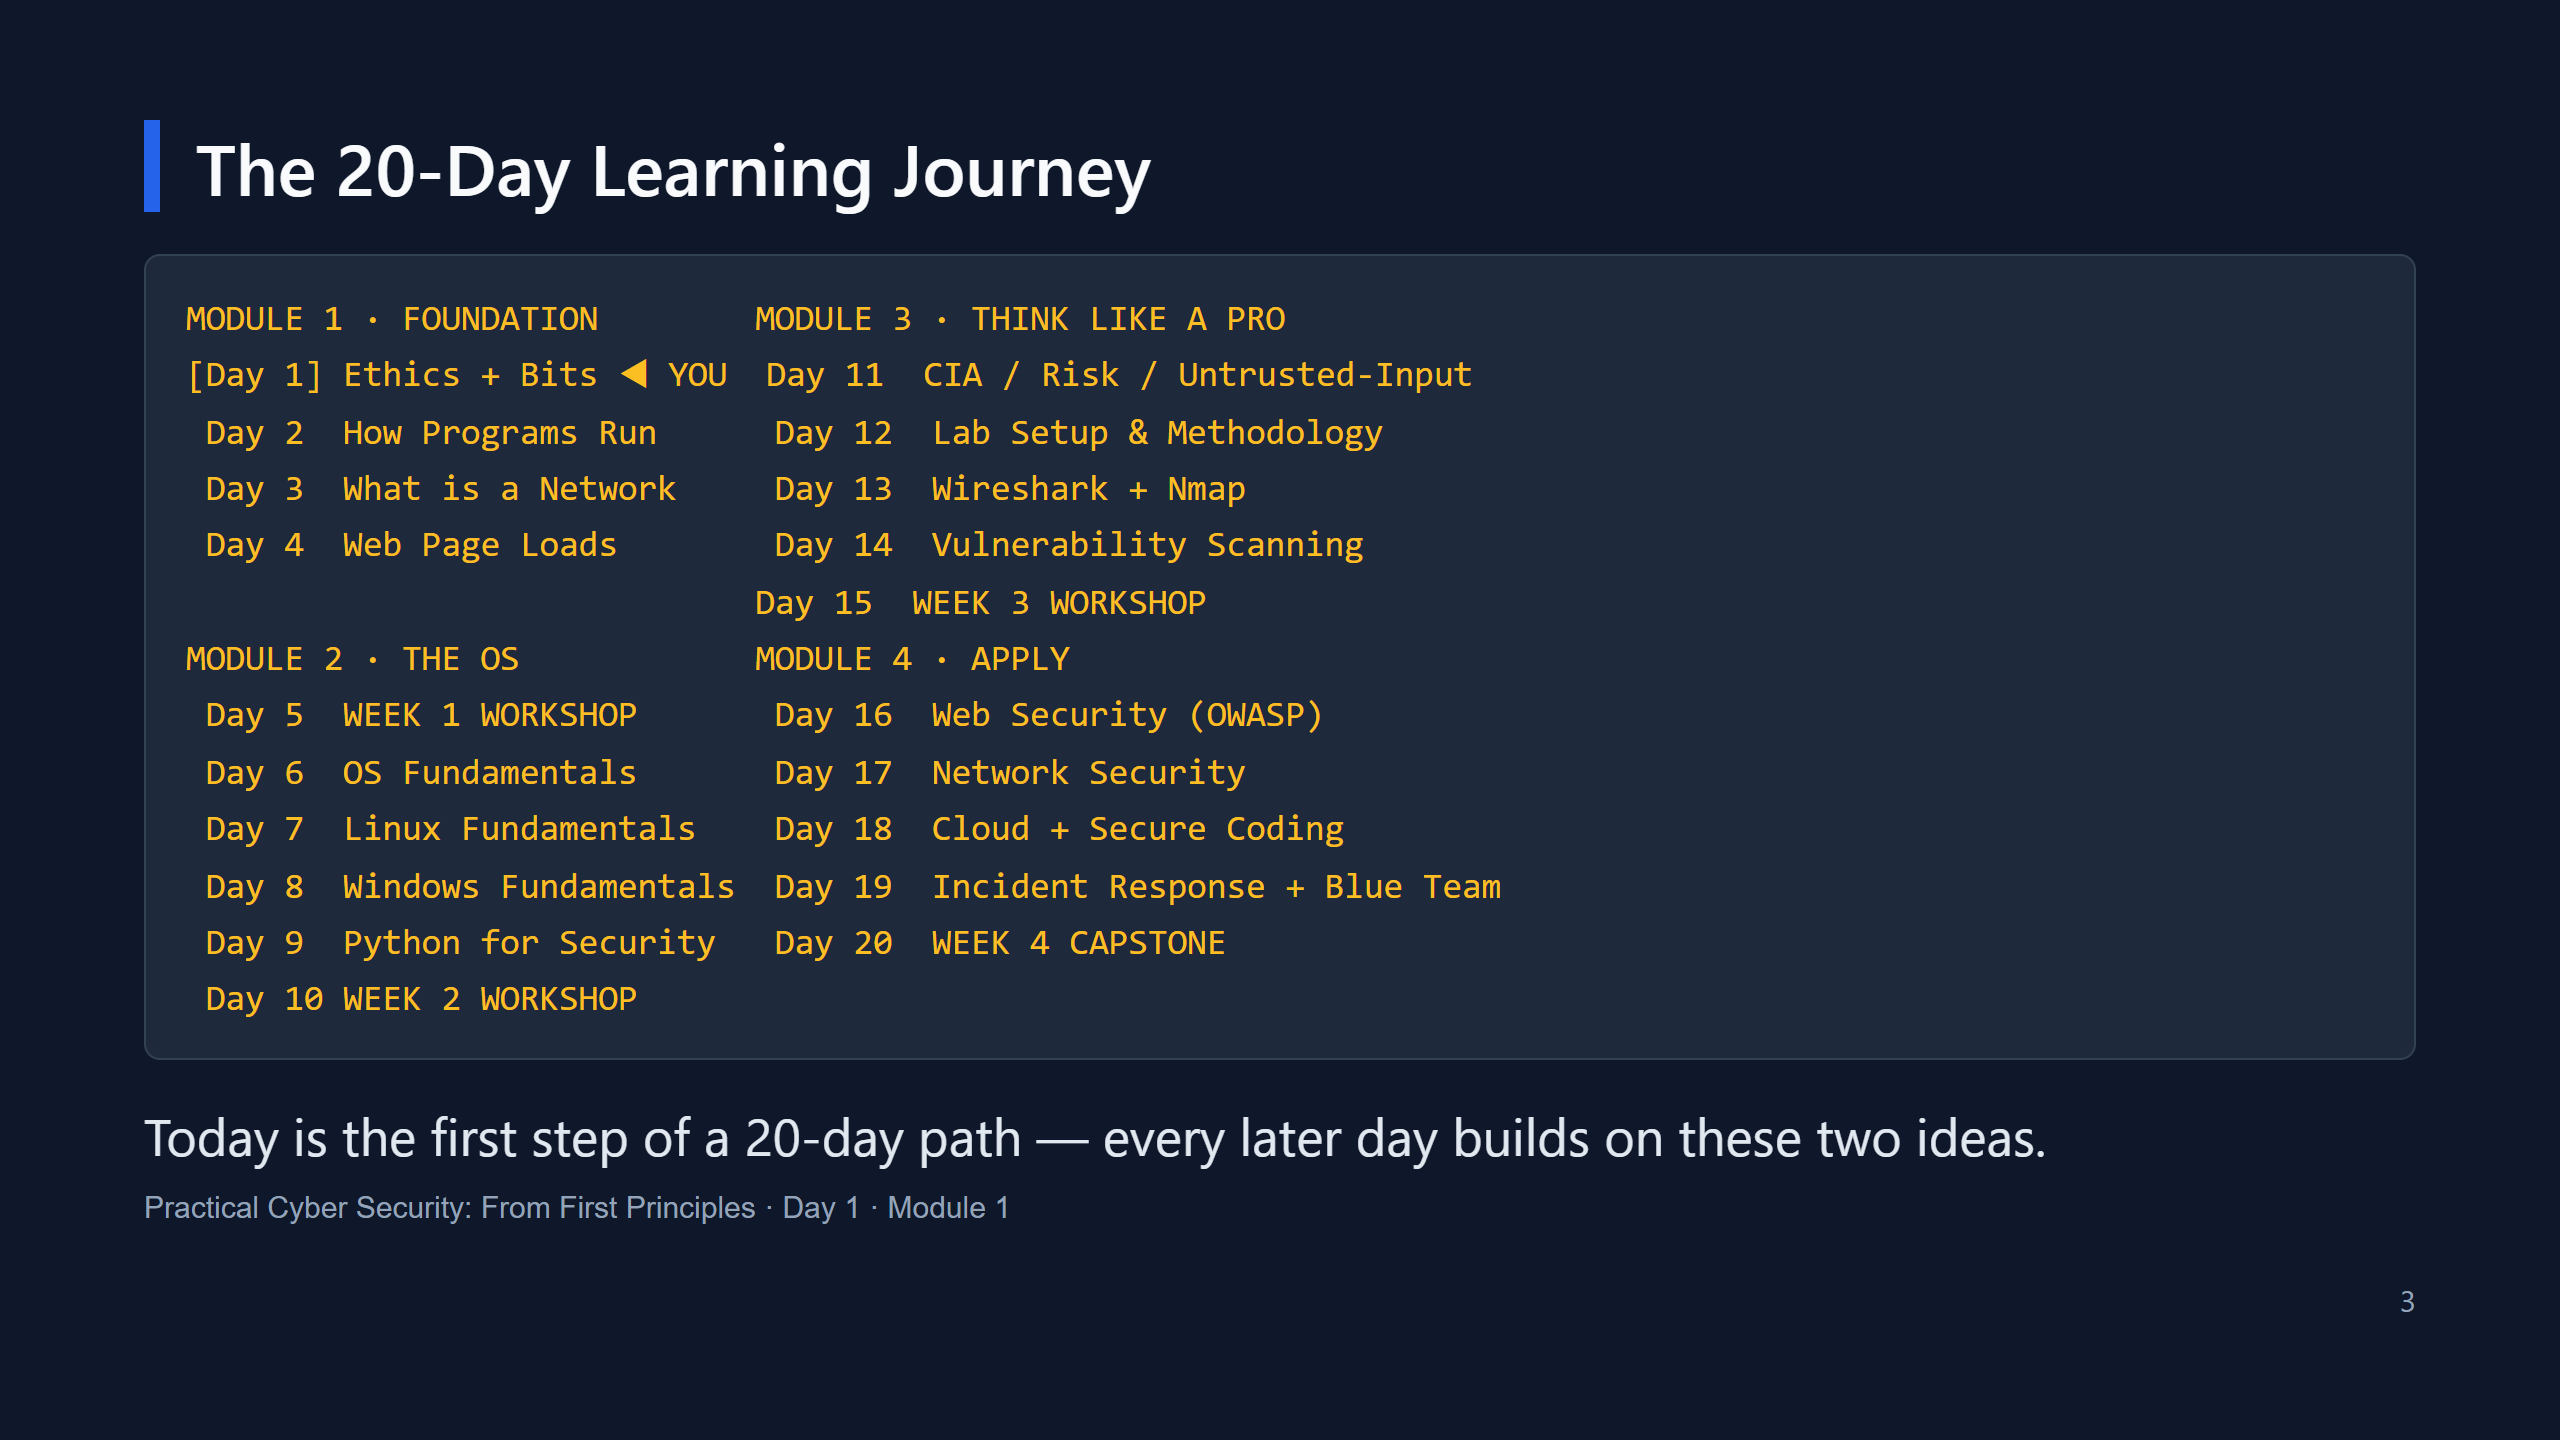 The 20-Day Learning Journey
MODULE 1 · FOUNDATION        MODULE 3 · THINK LIKE A PRO
[Day 1] Ethics + Bits ◀ YOU  Day 11  CIA / Risk / Untrusted-Input
 Day 2  How Programs Run      Day 12  Lab Setup & Methodology
 Day 3  What is a Network     Day 13  Wireshark + Nmap
 Day 4  Web Page Loads        Day 14  Vulnerability Scanning
                             Day 15  WEEK 3 WORKSHOP
MODULE 2 · THE OS            MODULE 4 · APPLY
 Day 5  WEEK 1 WORKSHOP       Day 16  Web Security (OWASP)
 Day 6  OS Fundamentals       Day 17  Network Security
 Day 7  Linux Fundamentals    Day 18  Cloud + Secure Coding
 Day 8  Windows Fundamentals  Day 19  Incident Response + Blue Team
 Day 9  Python for Security   Day 20  WEEK 4 CAPSTONE
 Day 10 WEEK 2 WORKSHOP
Today is the first step of a 20-day path — every later day builds on these two ideas.
Practical Cyber Security: From First Principles · Day 1 · Module 1
3